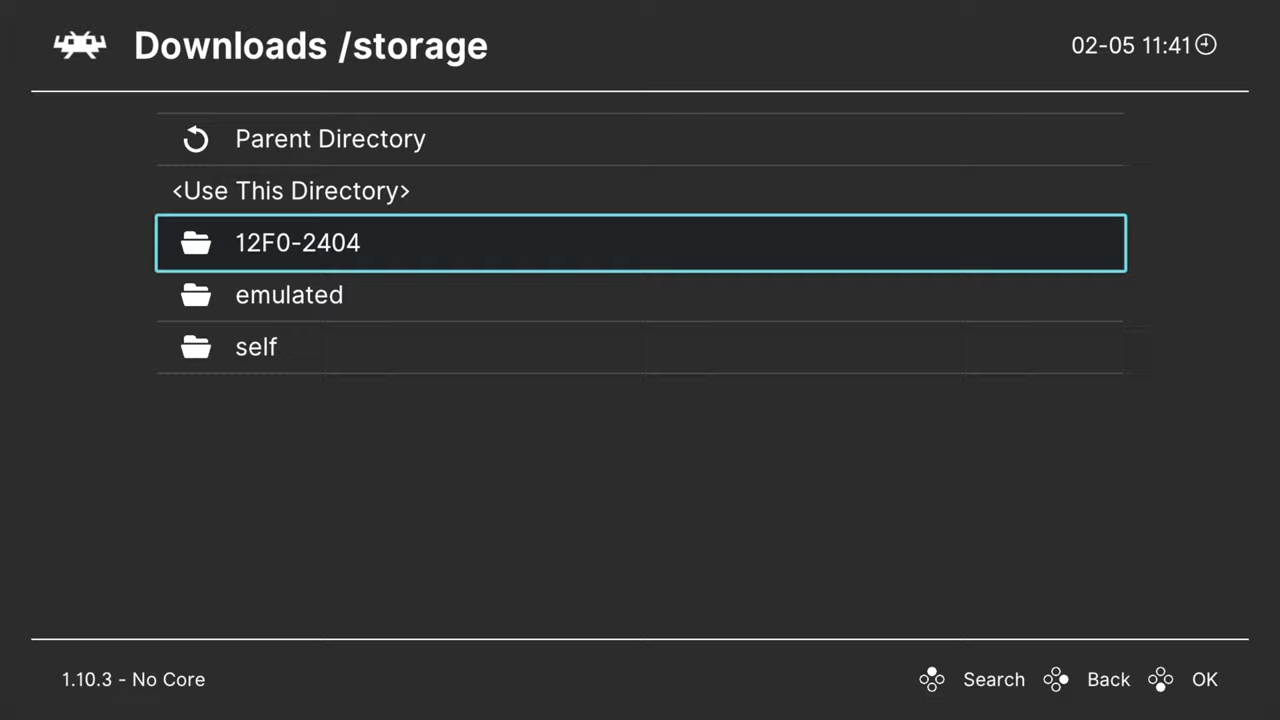 Downloads /storage
02-05 11:41
Parent Directory
<Use This Directory>
12F0-2404
emulated
self
1.10.3 - No Core
Search
Back
OK